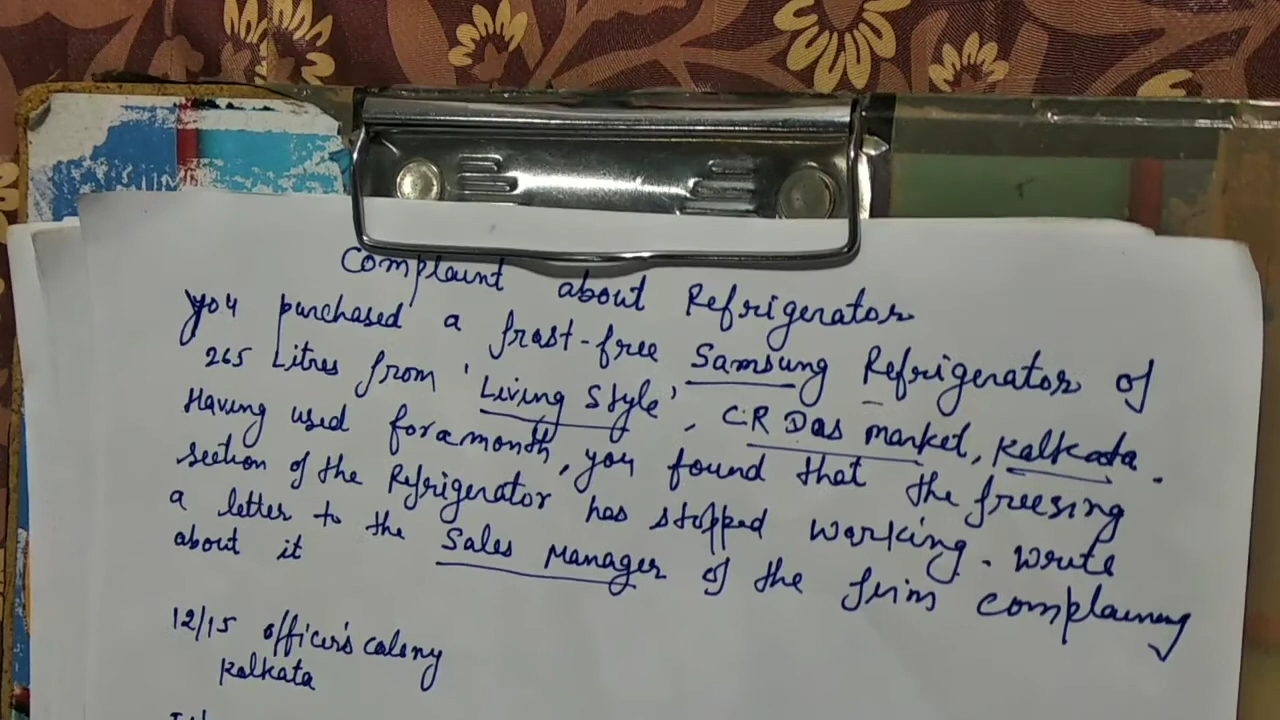 Complaint about Refrigerator
you purchased a frost-free Samsung Refrigerator of
265 Litres from 'Living Style', C.R Das market, Kolkata.
Having used for a month, you found that the freesing
section of the Refrigerator has stopped working. Write
a letter to the Sales Manager of the firm complaining
about it
12/15 officer's colony
Kolkata